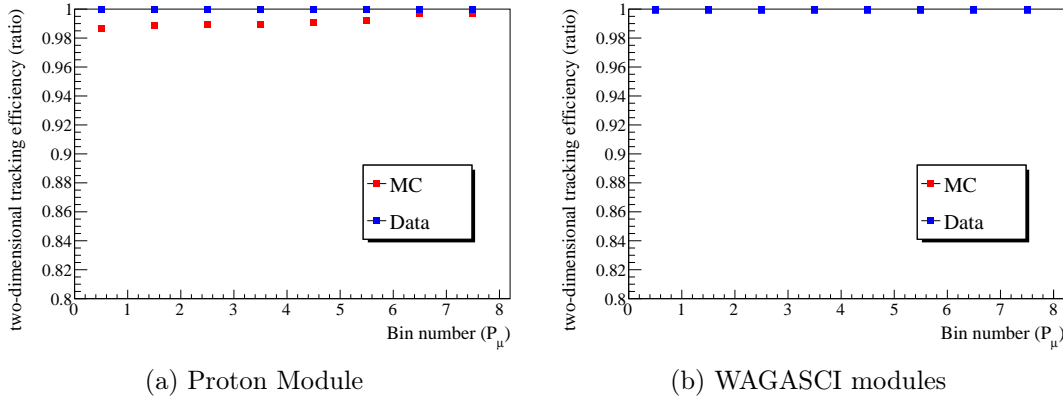 two-dimensional tracking efficiency (ratio)
1
0.98
0.96
0.94
0.92
0.9
0.88
0.86
0.84
0.82
0.8
MC
Data
0 1 2 3 4 5 6 7 8
Bin number (Pμ)
(a) Proton Module
two-dimensional tracking efficiency (ratio)
1
0.98
0.96
0.94
0.92
0.9
0.88
0.86
0.84
0.82
0.8
MC
Data
0 1 2 3 4 5 6 7 8
Bin number (Pμ)
(b) WAGASCI modules